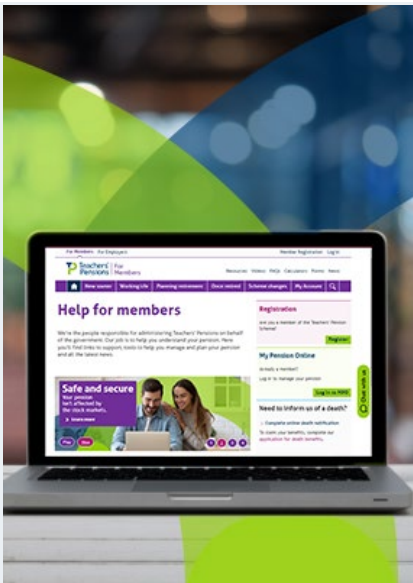 For Members For Employers
Member Registration Log in
Teachers' Pensions For Members
Resources Videos FAQs Calculators Forms News
New starter Working life Planning retirement Once retired Scheme changes My Account
Help for members
We're the people responsible for administering Teachers' Pensions on behalf
of the government. Our job is to help you understand your pension. Here
you'll find links to support, tools to help you manage and plan your pension
and all the latest news.
Safe and secure
Your pension
isn't affected by
the stock markets.
Learn more
Play
Stop
1 2 3 4
Registration
Are you a member of the Teachers' Pension
Scheme?
Register
My Pension Online
Already a member?
Log in to manage your pension
Log in to MPO
Need to inform us of a death?
Complete online death notification
To claim your benefits, complete our
application for death benefits.
Chat with us